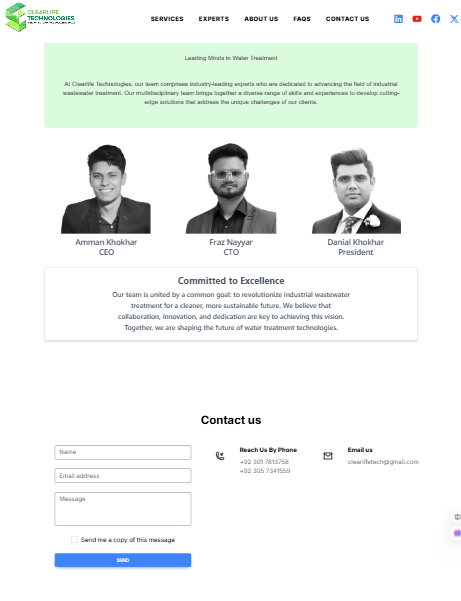 CLEARLIFE
TECHNOLOGIES
SERVICES
EXPERTS
ABOUT US
FAQS
CONTACT US
Leading Minds in Water Treatment
At Clearlife Technologies, our team comprises industry-leading experts who are dedicated to advancing the field of industrial
wastewater treatment. Our multidisciplinary team brings together a diverse range of skills and experiences to develop cutting-
edge solutions that address the unique challenges of our clients.
Amman Khokhar
CEO
Fraz Nayyar
CTO
Danial Khokhar
President
Committed to Excellence
Our team is united by a common goal: to revolutionize industrial wastewater
treatment for a cleaner, more sustainable future. We believe that
collaboration, innovation, and dedication are key to achieving this vision.
Together, we are shaping the future of water treatment technologies.
Contact us
Name
Email address
Message
Send me a copy of this message
SEND
Reach Us By Phone
+92 301 7813758
+92 305 7341559
Email us
clearlifetech@gmail.com